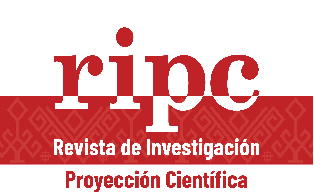 ripc
Revista de Investigación
Proyección Científica